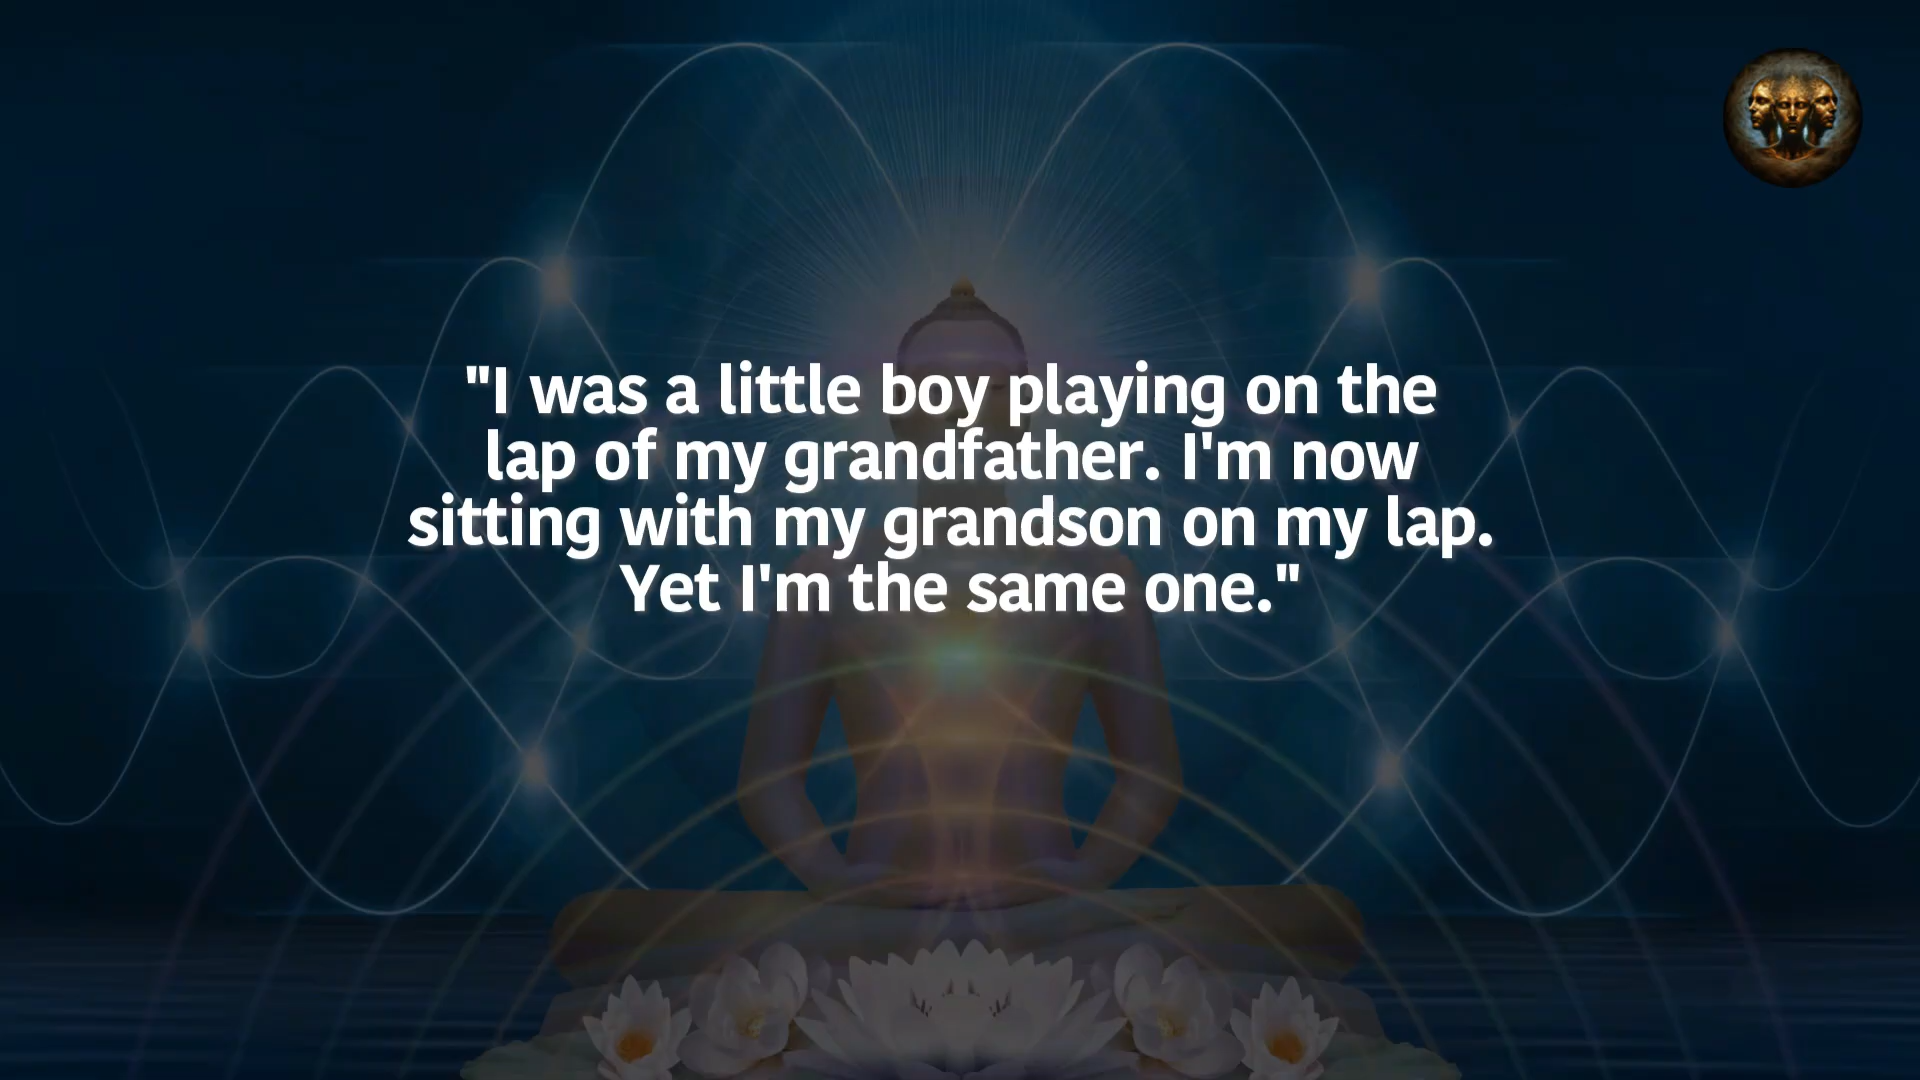 "I was a little boy playing on the
lap of my grandfather. I'm now
sitting with my grandson on my lap.
Yet I'm the same one."